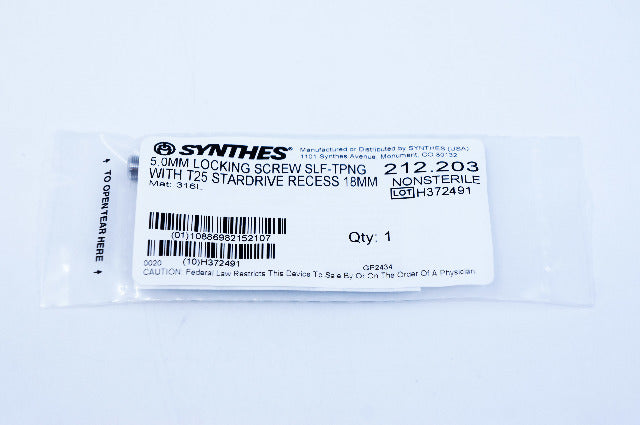 SYNTHES®
Manufactured or Distributed by SYNTHES (USA)
1101 Synthes Avenue, Monument, CO 80132
5.0MM LOCKING SCREW SLF-TPNG
WITH T25 STARDRIVE RECESS 18MM
Mat: 316L
212.203
NONSTERILE
LOT H372491
(01)10886982152107
Qty: 1
(10)H372491
0020
GP2434
CAUTION: Federal Law Restricts This Device To Sale By Or On The Order Of A Physician.
TO OPEN TEAR HERE